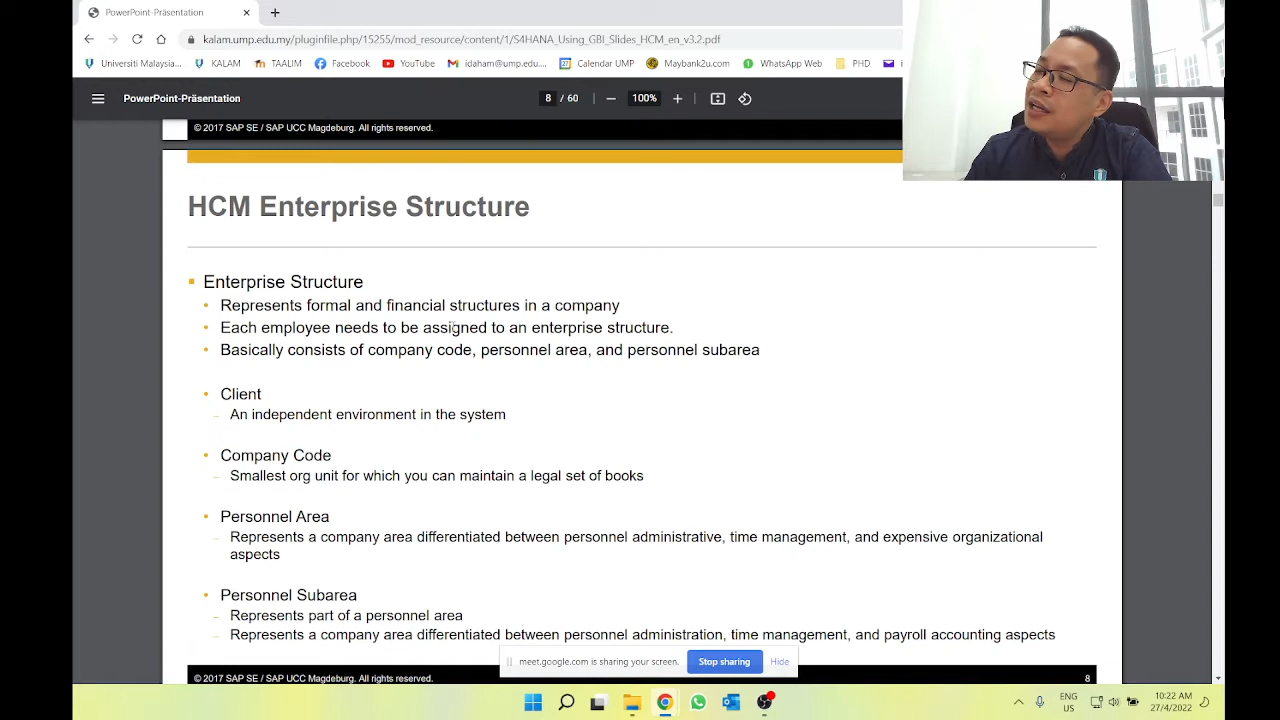 PowerPoint-Präsentation
kalam.ump.edu.my/pluginfile.php/15255/mod_resource/content/1/S4HANA_Using_GBI_Slides_HCM_en_v3.2.pdf
Universiti Malaysia... KALAM TAALIM Facebook YouTube idaham@ump.edu.... Calendar UMP Maybank2u.com WhatsApp Web PHD
PowerPoint-Präsentation 8 / 60 100%
© 2017 SAP SE / SAP UCC Magdeburg. All rights reserved.
HCM Enterprise Structure
Enterprise Structure
Represents formal and financial structures in a company
Each employee needs to be assigned to an enterprise structure.
Basically consists of company code, personnel area, and personnel subarea
Client
An independent environment in the system
Company Code
Smallest org unit for which you can maintain a legal set of books
Personnel Area
Represents a company area differentiated between personnel administrative, time management, and expensive organizational
aspects
Personnel Subarea
Represents part of a personnel area
Represents a company area differentiated between personnel administration, time management, and payroll accounting aspects
meet.google.com is sharing your screen. Stop sharing Hide
© 2017 SAP SE / SAP UCC Magdeburg. All rights reserved. 8
ENG
US
10:22 AM
27/4/2022